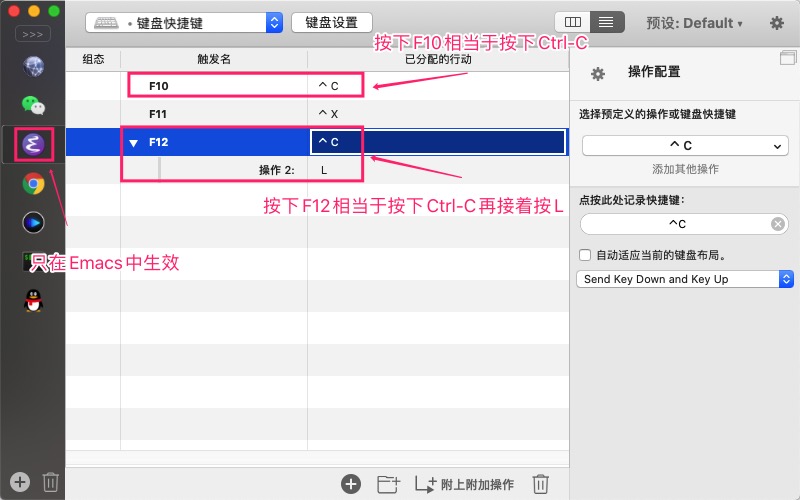 >>>
• 键盘快捷键
键盘设置
预设: Default ▾
按下F10相当于按下Ctrl-C
组态
触发名
已分配的行动
F10
^ C
F11
^ X
▼ F12
^ C
操作 2:
L
按下F12相当于按下Ctrl-C再接着按L
只在Emacs中生效
操作配置
选择预定义的操作或键盘快捷键
^ C
添加其他操作
点按此处记录快捷键:
^C
自动适应当前的键盘布局。
Send Key Down and Key Up
附上附加操作